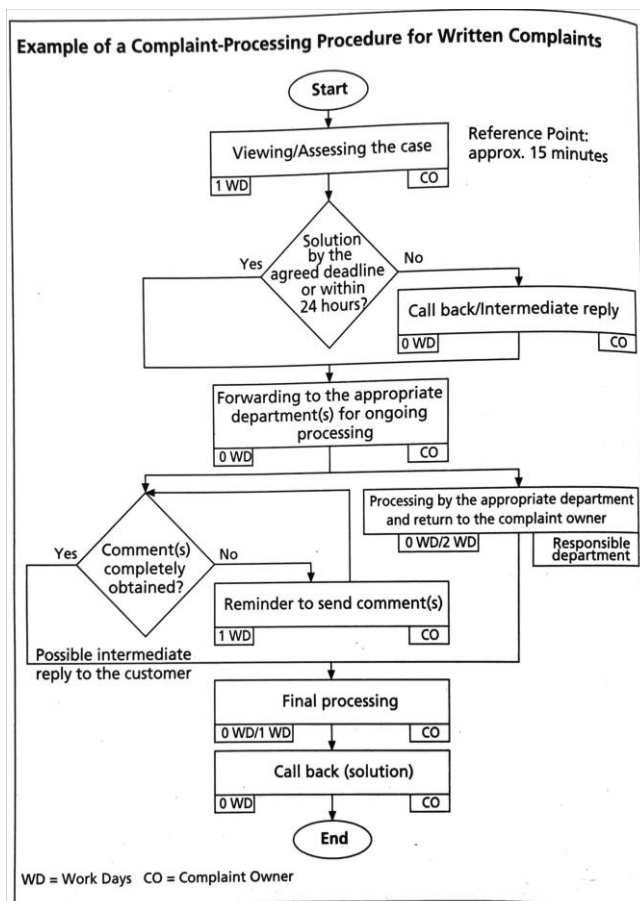 Example of a Complaint-Processing Procedure for Written Complaints
Start
Viewing/Assessing the case
1 WD
CO
Reference Point:
approx. 15 minutes
Solution
by the
agreed deadline
or within
24 hours?
Yes
No
Call back/Intermediate reply
0 WD
CO
Forwarding to the appropriate
department(s) for ongoing
processing
0 WD
CO
Processing by the appropriate department
and return to the complaint owner
0 WD/2 WD
Responsible
department
Comment(s)
completely
obtained?
Yes
No
Reminder to send comment(s)
1 WD
CO
Possible intermediate
reply to the customer
Final processing
0 WD/1 WD
CO
Call back (solution)
0 WD
CO
End
WD = Work Days CO = Complaint Owner